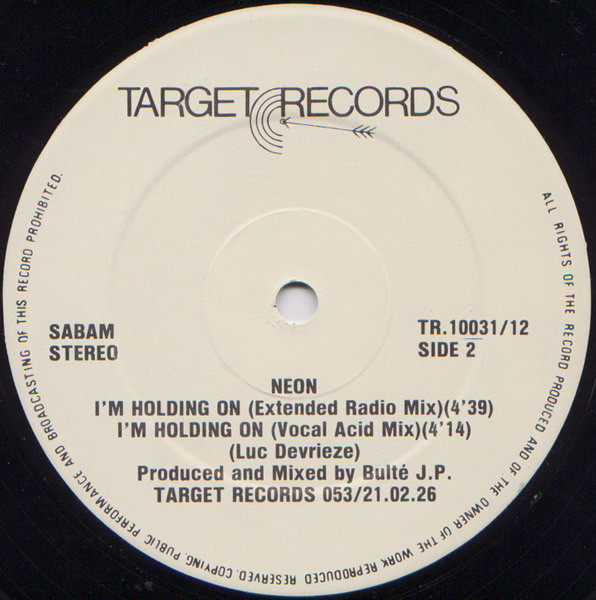 TARGET RECORDS
SABAM
STEREO
TR.10031/12
SIDE 2
NEON
I'M HOLDING ON (Extended Radio Mix)(4'39)
I'M HOLDING ON (Vocal Acid Mix)(4'14)
(Luc Devrieze)
Produced and Mixed by Bulté J.P.
TARGET RECORDS 053/21.02.26
ALL RIGHTS OF THE RECORD PRODUCED AND OF THE OWNER OF THE WORK REPRODUCED RESERVED. COPYING, PUBLIC PERFORMANCE AND BROADCASTING OF THIS RECORD PROHIBITED.